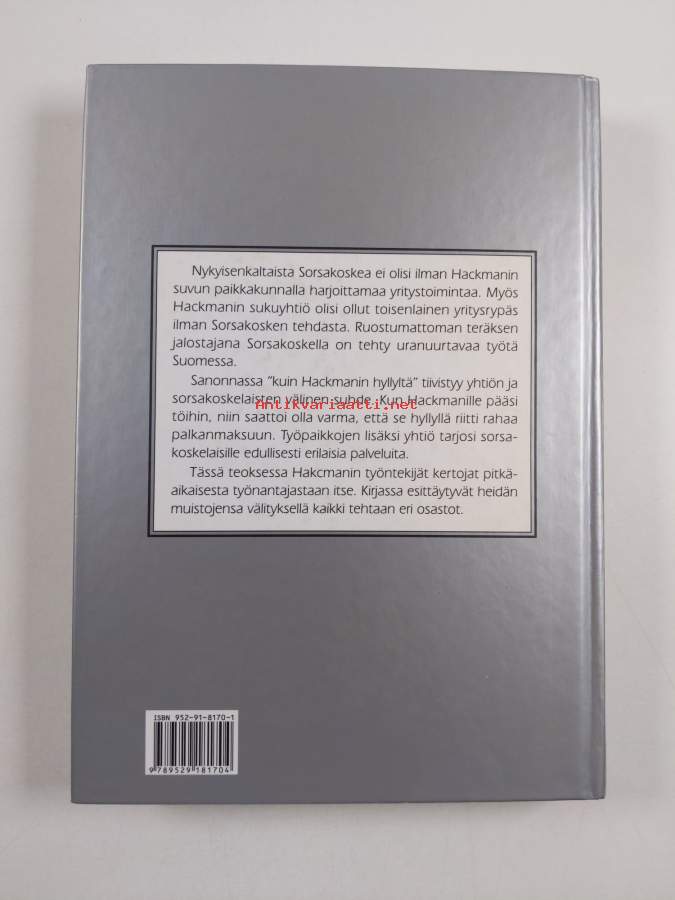 Nykyisenkaltaista Sorsakoskea ei olisi ilman Hackmanin
suvun paikkakunnalla harjoittamaa yritystoimintaa. Myös
Hackmanin sukuyhtiö olisi ollut toisenlainen yritysrypäs
ilman Sorsakosken tehdasta. Ruostumattoman teräksen
jalostajana Sorsakoskella on tehty uranuurtavaa työtä
Suomessa.
Sanonnassa "kuin Hackmanin hyllyltä" tiivistyy yhtiön ja
sorsakoskelaisten välinen suhde. Kun Hackmanille pääsi
Antikvariaatti.net
töihin, niin saattoi olla varma, että se hyllyllä riitti rahaa
palkanmaksuun. Työpaikkojen lisäksi yhtiö tarjosi sorsa-
koskelaisille edullisesti erilaisia palveluita.
Tässä teoksessa Hakcmanin työntekijät kertojat pitkä-
aikaisesta työnantajastaan itse. Kirjassa esittäytyvät heidän
muistojensa välityksellä kaikki tehtaan eri osastot.
ISBN 952-91-8170-1
9 789529 181704